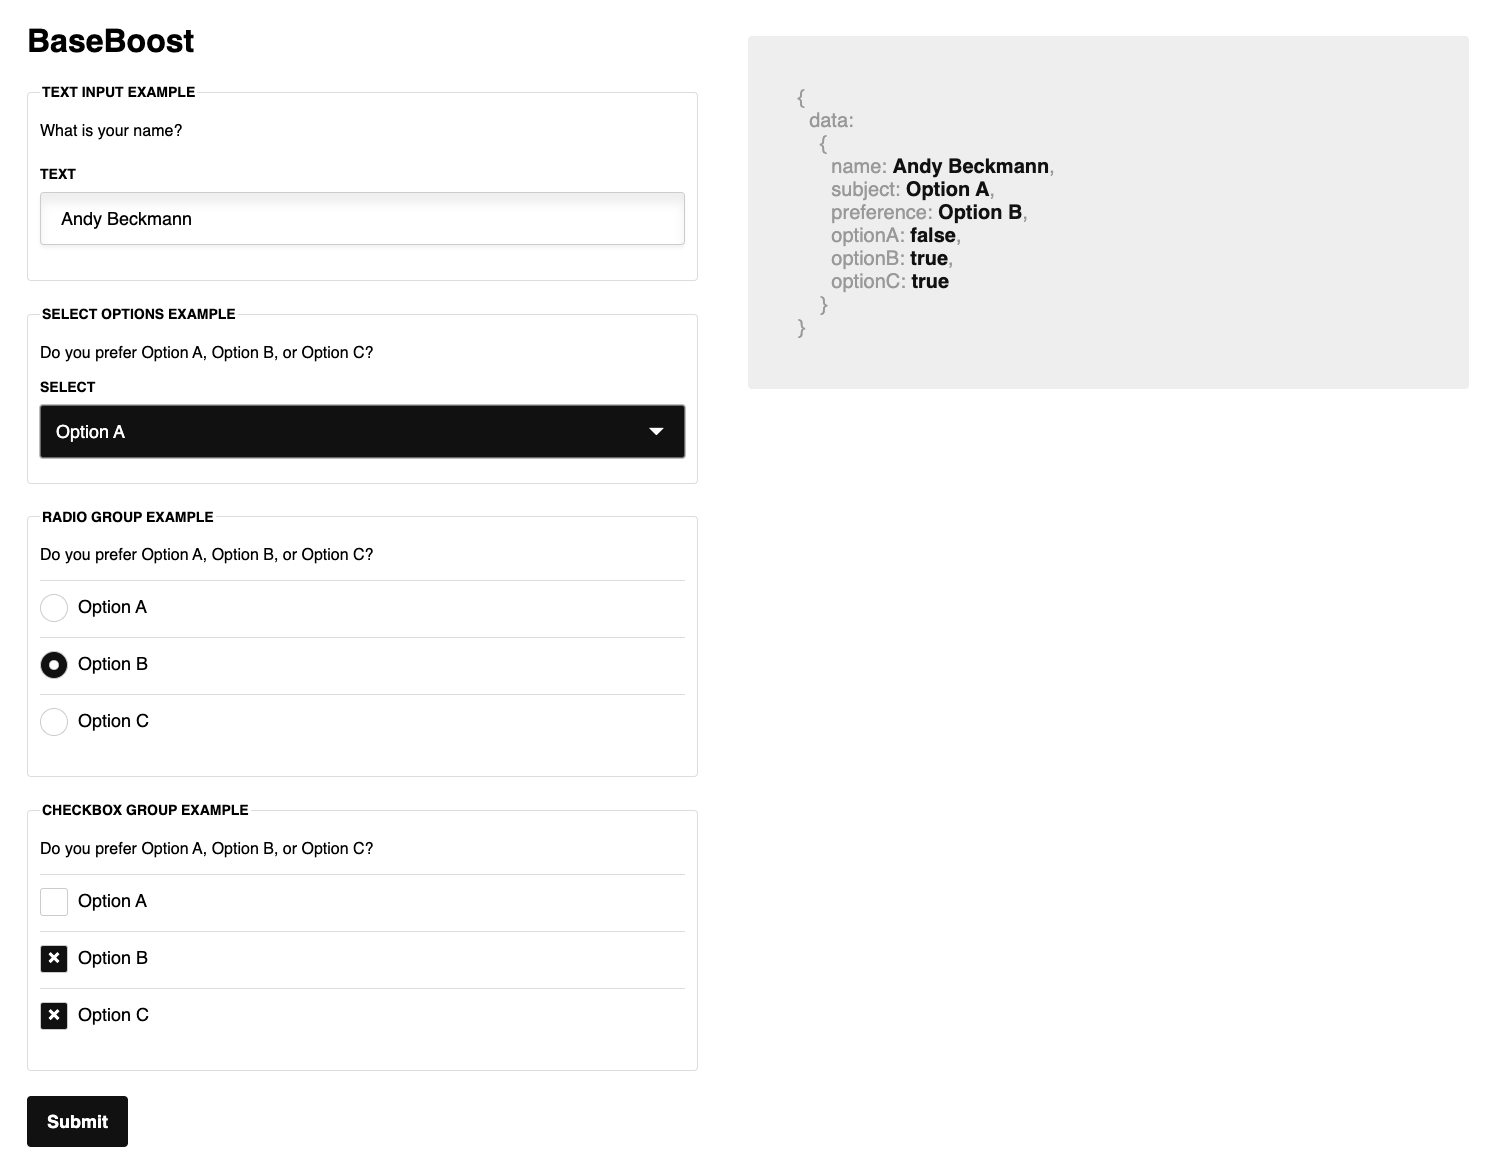 BaseBoost
TEXT INPUT EXAMPLE
What is your name?
TEXT
Andy Beckmann
SELECT OPTIONS EXAMPLE
Do you prefer Option A, Option B, or Option C?
SELECT
Option A
RADIO GROUP EXAMPLE
Do you prefer Option A, Option B, or Option C?
Option A
Option B
Option C
CHECKBOX GROUP EXAMPLE
Do you prefer Option A, Option B, or Option C?
Option A
Option B
Option C
Submit
{
data:
{
name: Andy Beckmann,
subject: Option A,
preference: Option B,
optionA: false,
optionB: true,
optionC: true
}
}